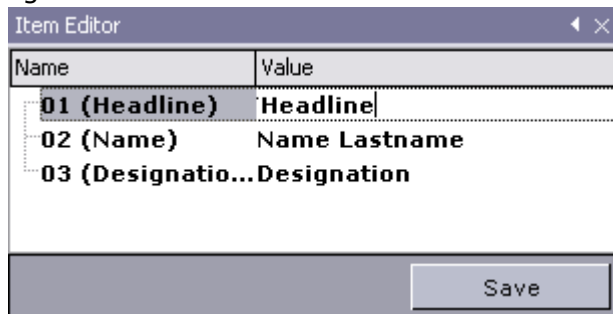 Item Editor
Name Value
01 (Headline) Headline
02 (Name) Name Lastname
03 (Designatio... Designation
Save